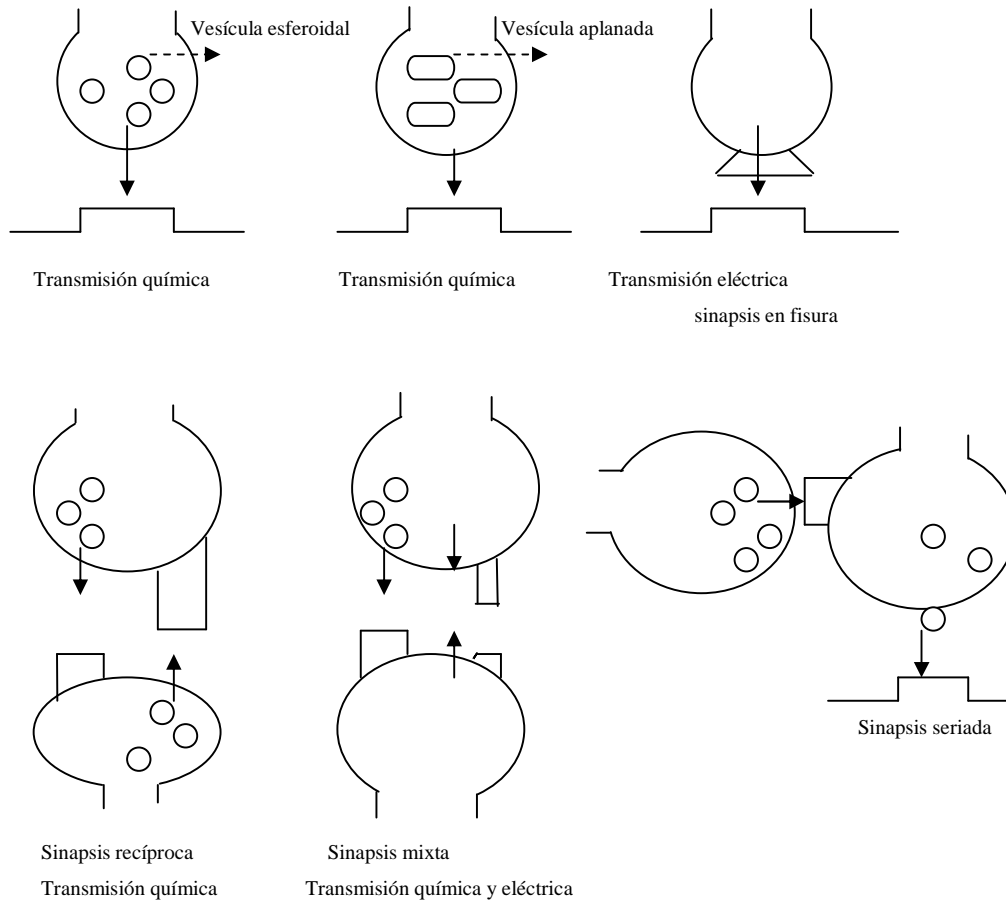 Vesícula esferoidal
Vesícula aplanada
Transmisión química
Transmisión química
Transmisión eléctrica
sinapsis en fisura
Sinapsis seriada
Sinapsis recíproca
Transmisión química
Sinapsis mixta
Transmisión química y eléctrica